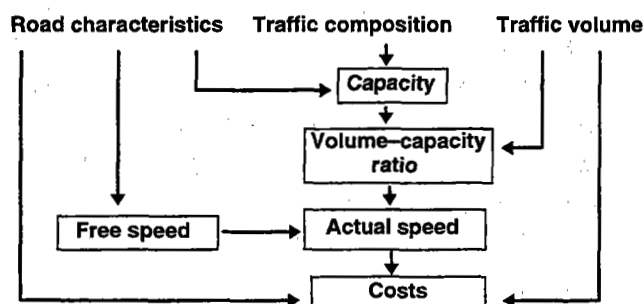 Road characteristics Traffic composition Traffic volume
Capacity
Volume–capacity
ratio
Free speed Actual speed
Costs